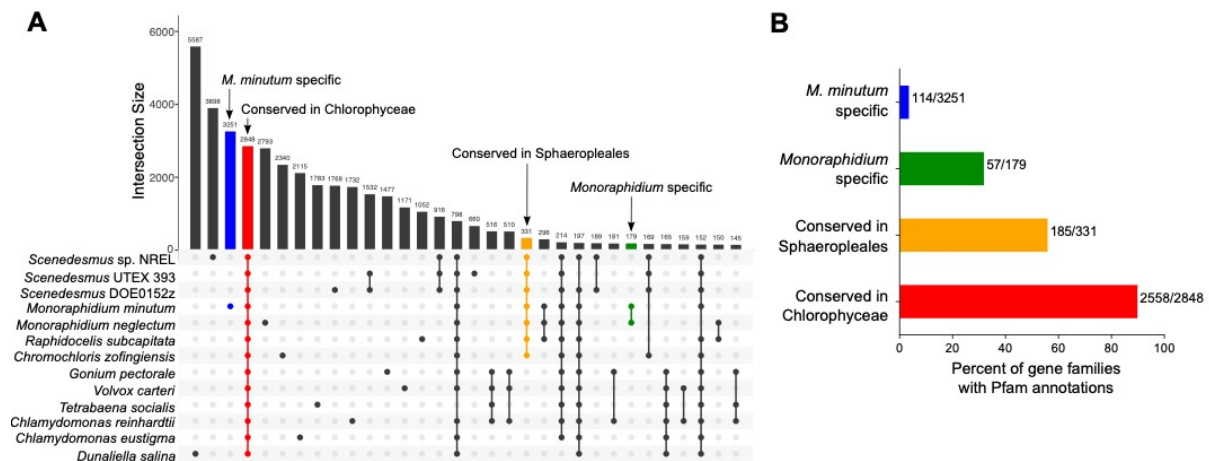 A
6000
4000
2000
0
Intersection Size
5587
3898
3251
2848
2793
2340
2115
1783
1768
1732
1532
1477
1171
1052
916
798
660
516
510
331
296
214
197
189
181
179
169
165
159
152
150
145
M. minutum specific
Conserved in Chlorophyceae
Conserved in Sphaeropleales
Monoraphidium specific
Scenedesmus sp. NREL
Scenedesmus UTEX 393
Scenedesmus DOE0152z
Monoraphidium minutum
Monoraphidium neglectum
Raphidocelis subcapitata
Chromochloris zofingiensis
Gonium pectorale
Volvox carteri
Tetrabaena socialis
Chlamydomonas reinhardtii
Chlamydomonas eustigma
Dunaliella salina
B
M. minutum
specific
114/3251
Monoraphidium
specific
57/179
Conserved in
Sphaeropleales
185/331
Conserved in
Chlorophyceae
2558/2848
0 20 40 60 80 100
Percent of gene families
with Pfam annotations